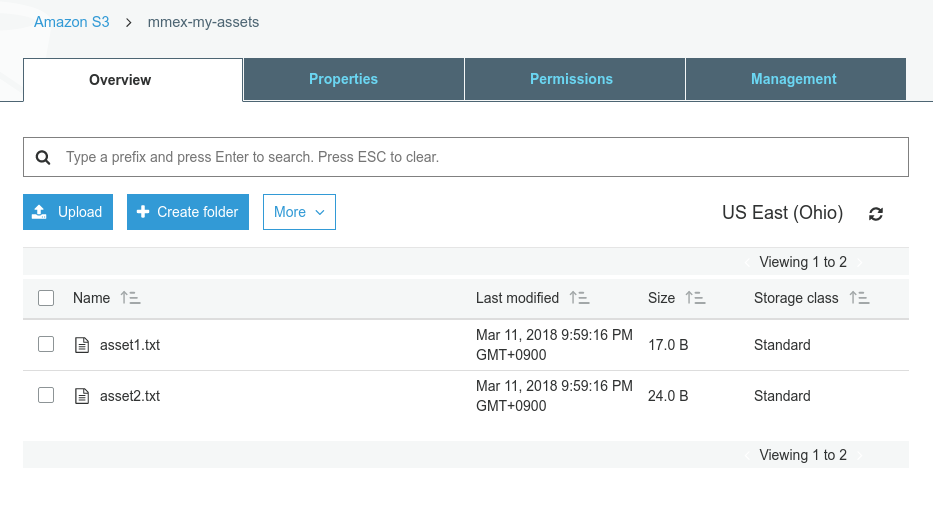 Amazon S3 > mmex-my-assets
Overview Properties Permissions Management
Type a prefix and press Enter to search. Press ESC to clear.
Upload Create folder More US East (Ohio)
Viewing 1 to 2
Name Last modified Size Storage class
asset1.txt Mar 11, 2018 9:59:16 PM GMT+0900 17.0 B Standard
asset2.txt Mar 11, 2018 9:59:16 PM GMT+0900 24.0 B Standard
Viewing 1 to 2